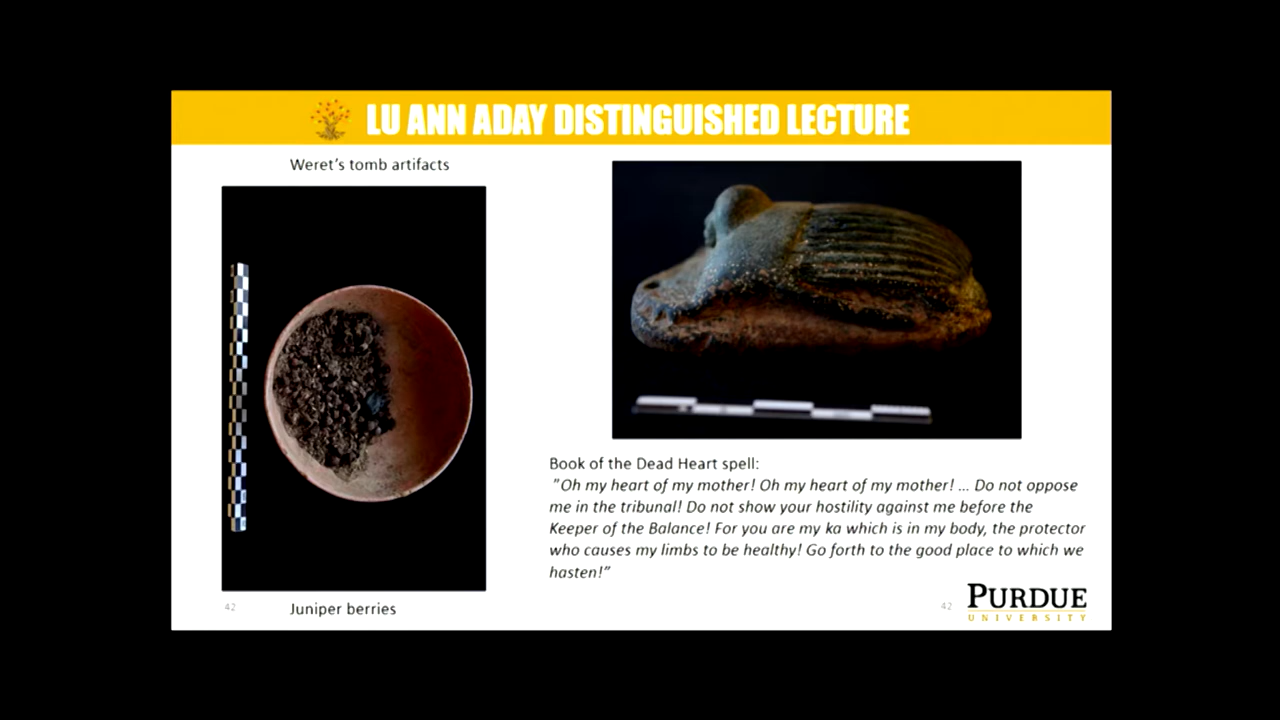 LU ANN ADAY DISTINGUISHED LECTURE
Weret's tomb artifacts
Juniper berries
42
Book of the Dead Heart spell:
"Oh my heart of my mother! Oh my heart of my mother! ... Do not oppose
me in the tribunal! Do not show your hostility against me before the
Keeper of the Balance! For you are my ka which is in my body, the protector
who causes my limbs to be healthy! Go forth to the good place to which we
hasten!”
42
PURDUE
UNIVERSITY